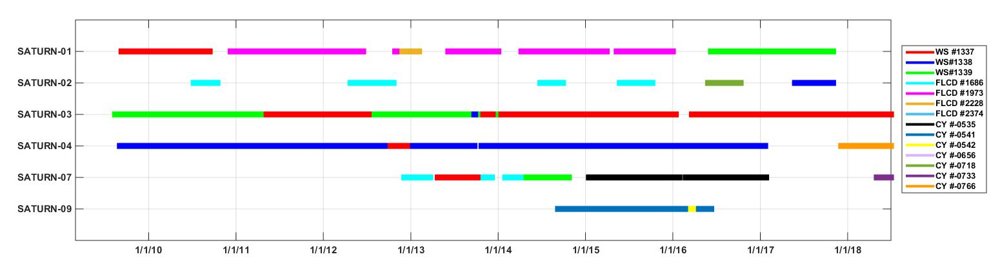 SATURN-01
SATURN-02
SATURN-03
SATURN-04
SATURN-07
SATURN-09
1/1/10 1/1/11 1/1/12 1/1/13 1/1/14 1/1/15 1/1/16 1/1/17 1/1/18
WS #1337
WS#1338
WS#1339
FLCD #1686
FLCD #1973
FLCD #2228
FLCD #2374
CY #-0535
CY #-0541
CY #-0542
CY #-0656
CY #-0718
CY #-0733
CY #-0766